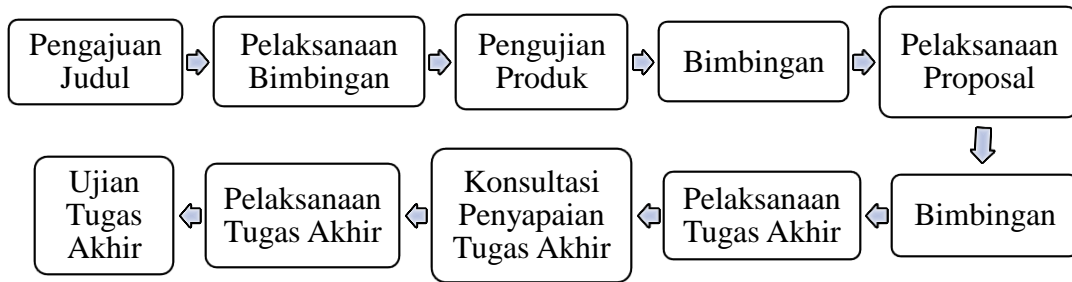 Pengajuan
Judul
Pelaksanaan
Bimbingan
Pengujian
Produk
Bimbingan
Pelaksanaan
Proposal
Bimbingan
Pelaksanaan
Tugas Akhir
Konsultasi
Penyapaian
Tugas Akhir
Pelaksanaan
Tugas Akhir
Ujian
Tugas
Akhir